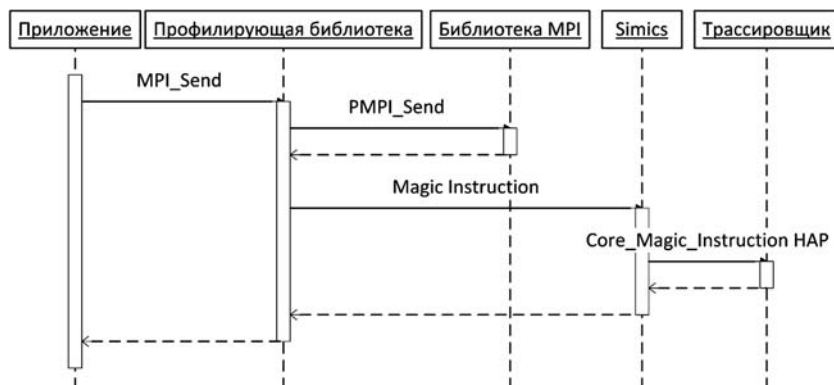 Приложение
Профилирующая библиотека
Библиотека MPI
Simics
Трассировщик
MPI_Send
PMPI_Send
Magic Instruction
Core_Magic_Instruction HAP